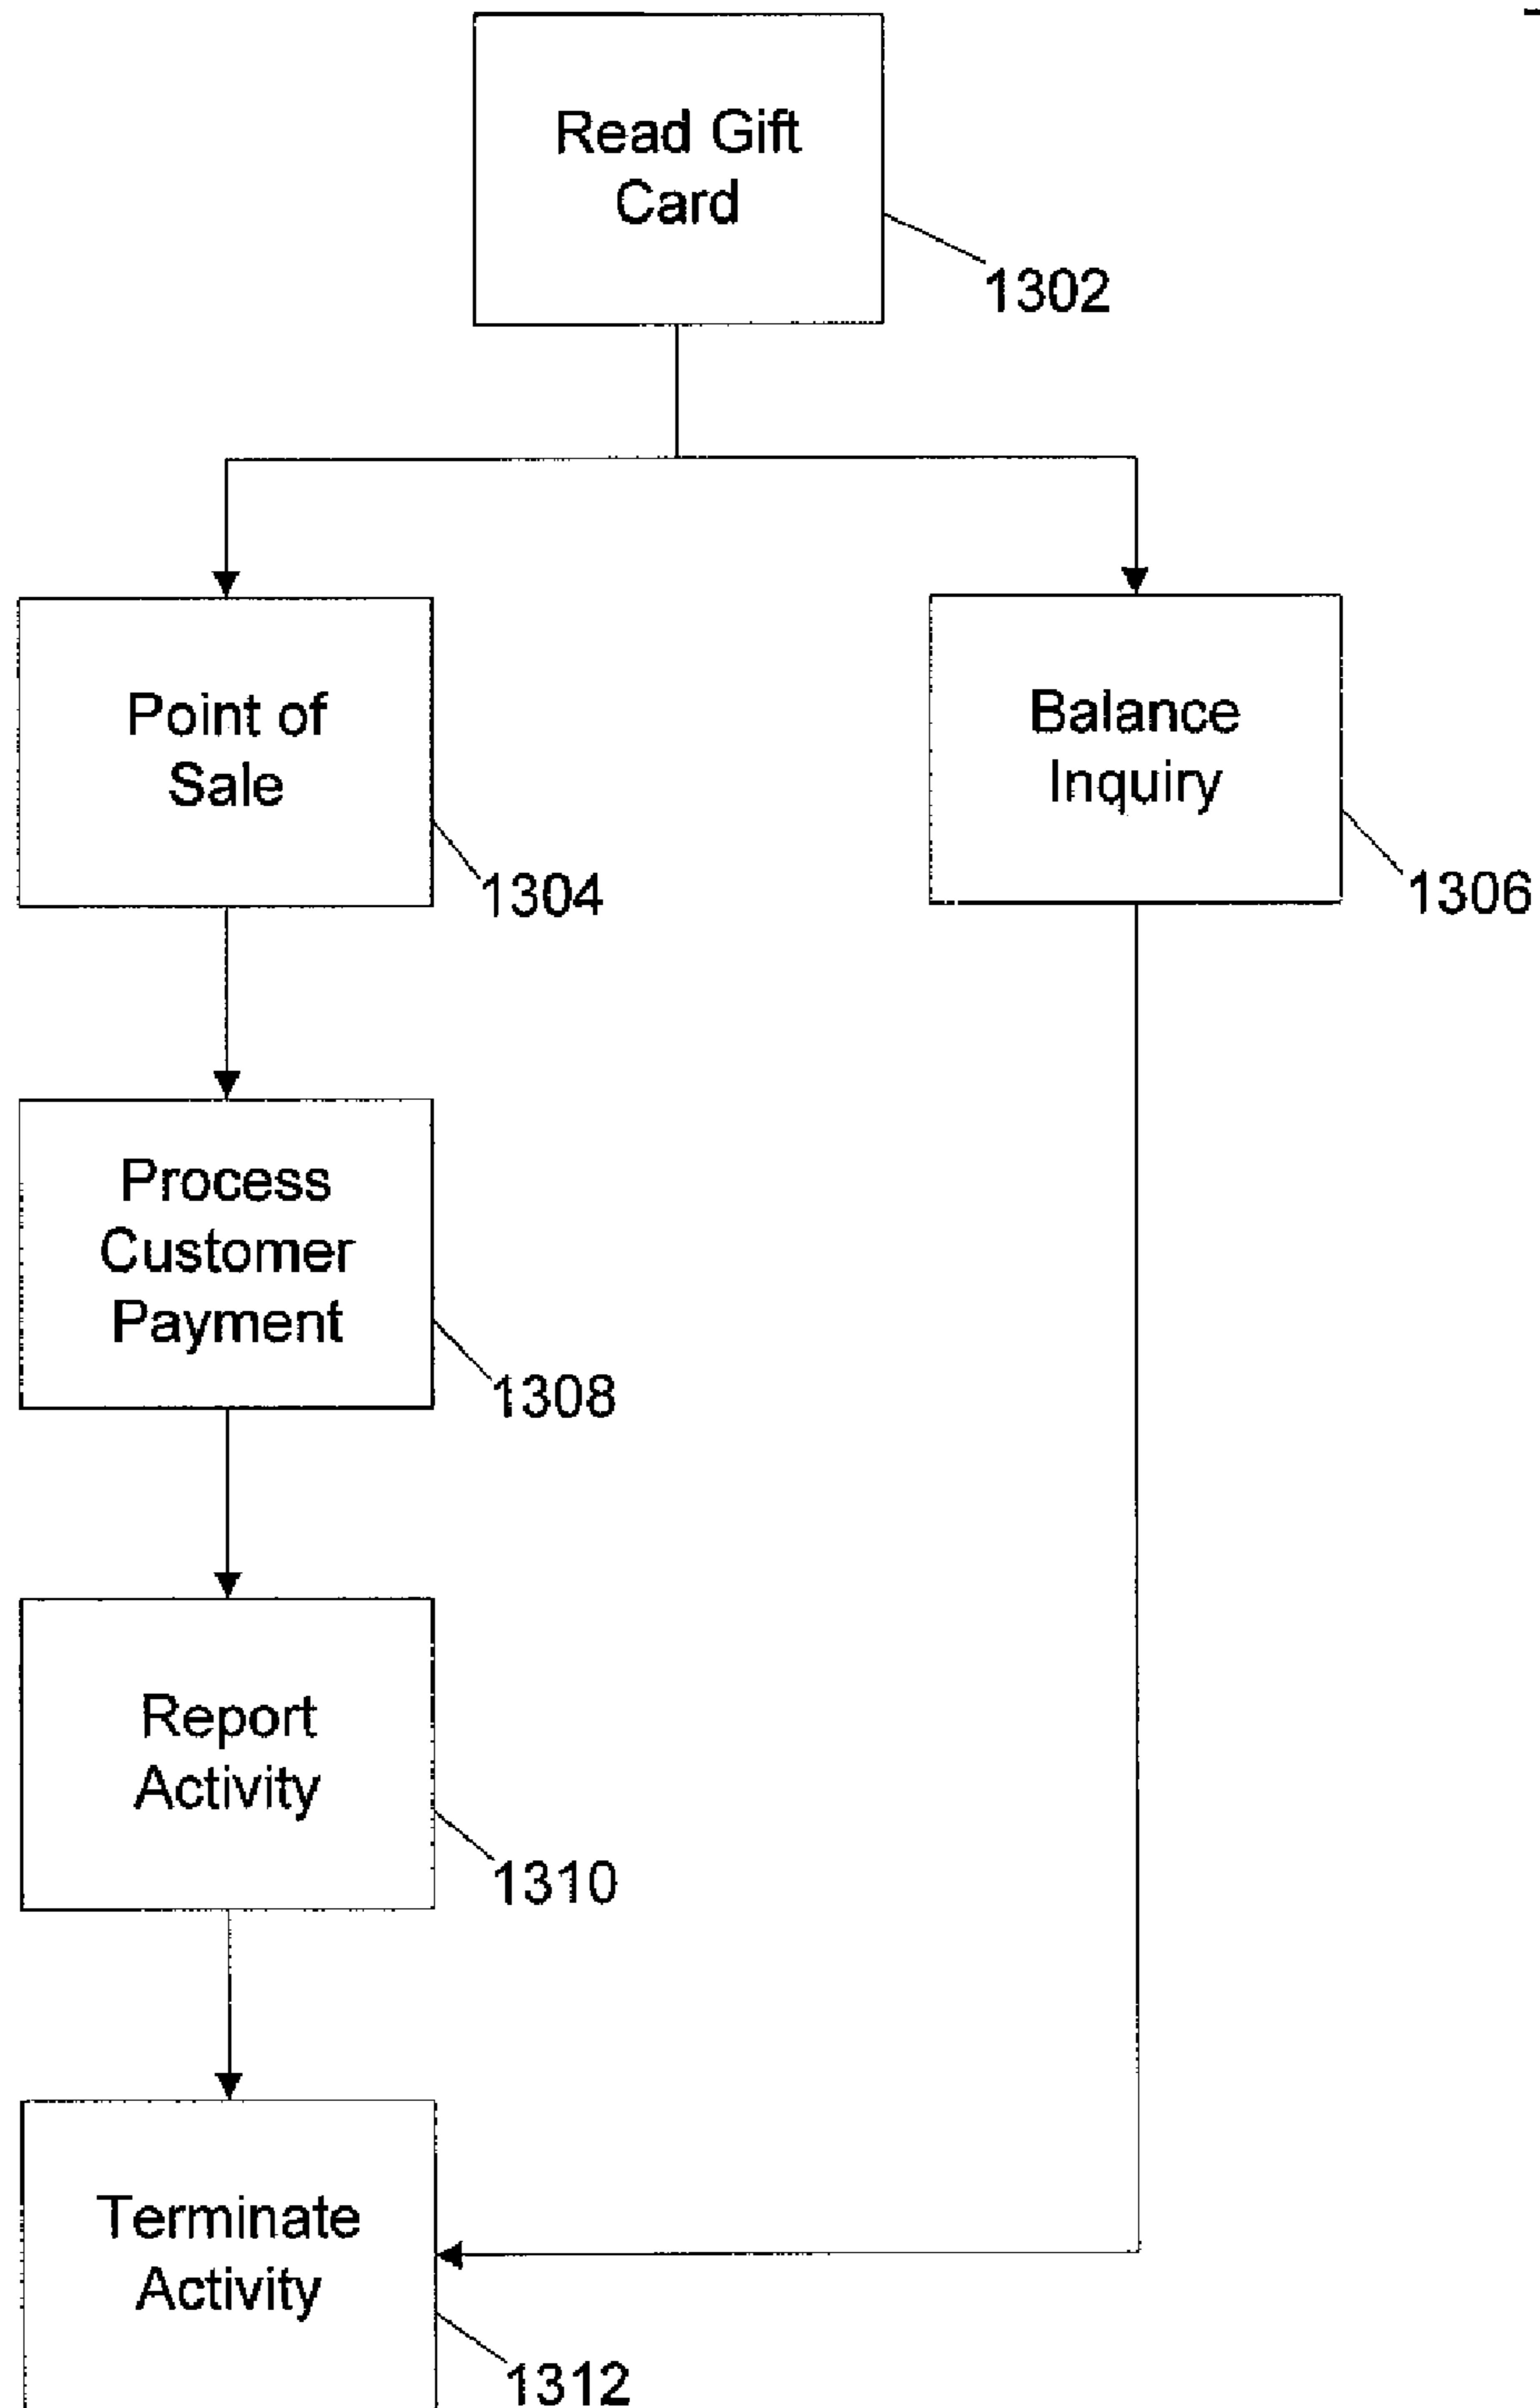 Read Gift
Card
1302
Point of
Sale
1304
Balance
Inquiry
1306
Process
Customer
Payment
1308
Report
Activity
1310
Terminate
Activity
1312